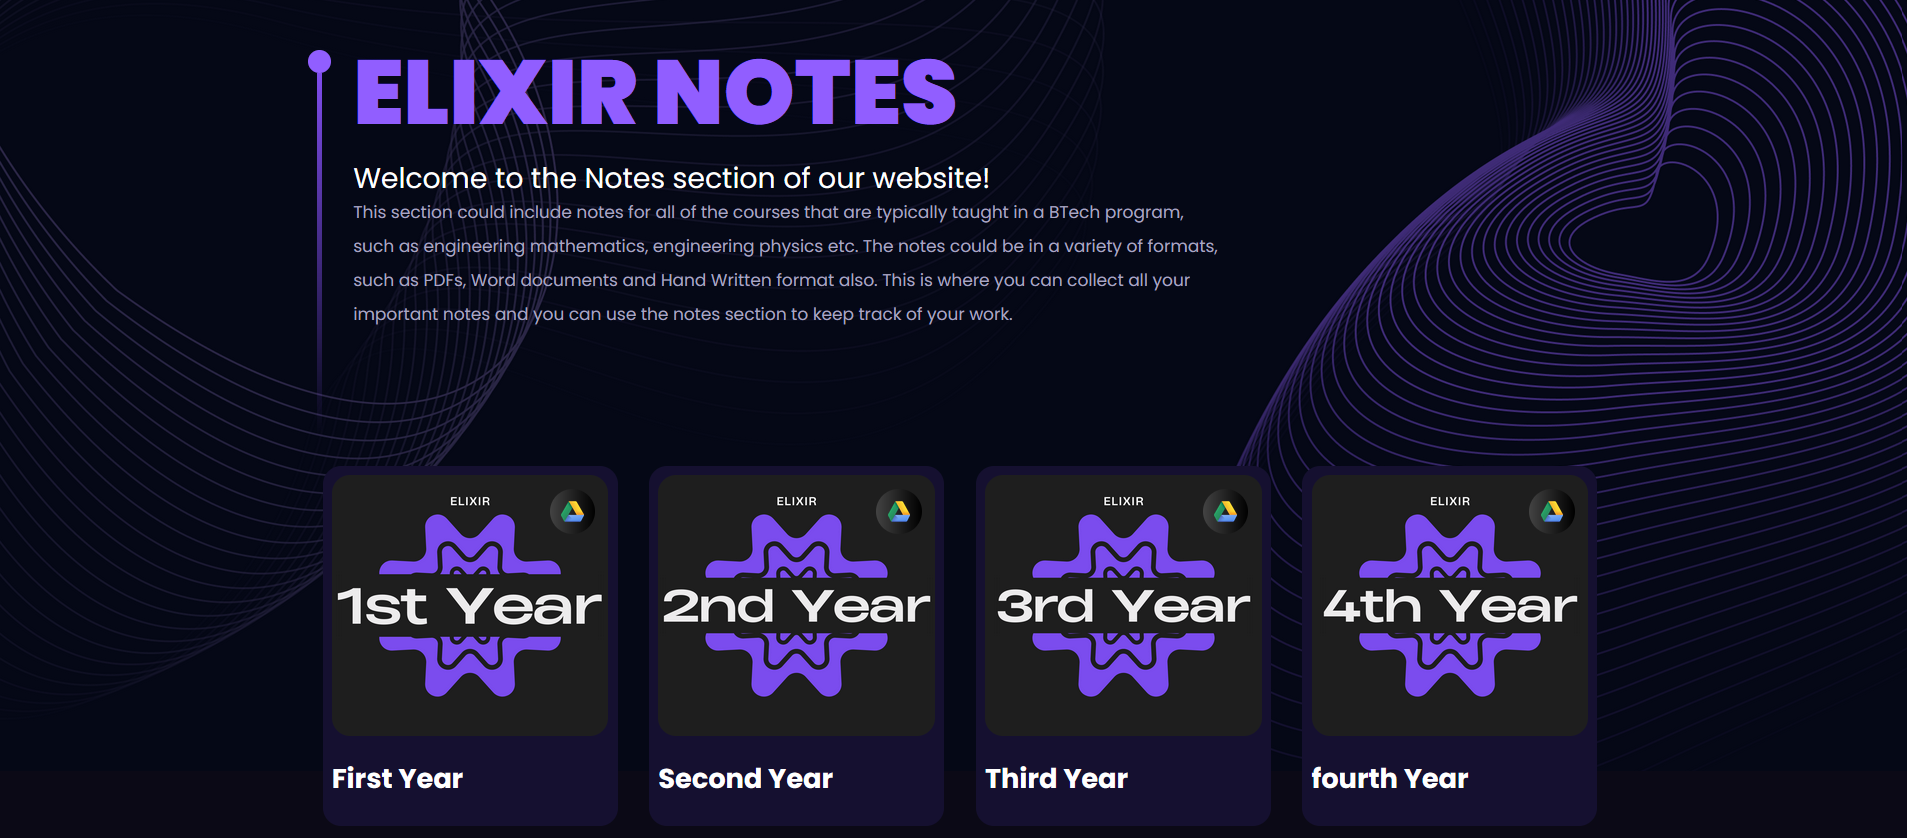 ELIXIR NOTES
Welcome to the Notes section of our website!
This section could include notes for all of the courses that are typically taught in a BTech program,
such as engineering mathematics, engineering physics etc. The notes could be in a variety of formats,
such as PDFs, Word documents and Hand Written format also. This is where you can collect all your
important notes and you can use the notes section to keep track of your work.
ELIXIR
1st Year
First Year
ELIXIR
2nd Year
Second Year
ELIXIR
3rd Year
Third Year
ELIXIR
4th Year
fourth Year